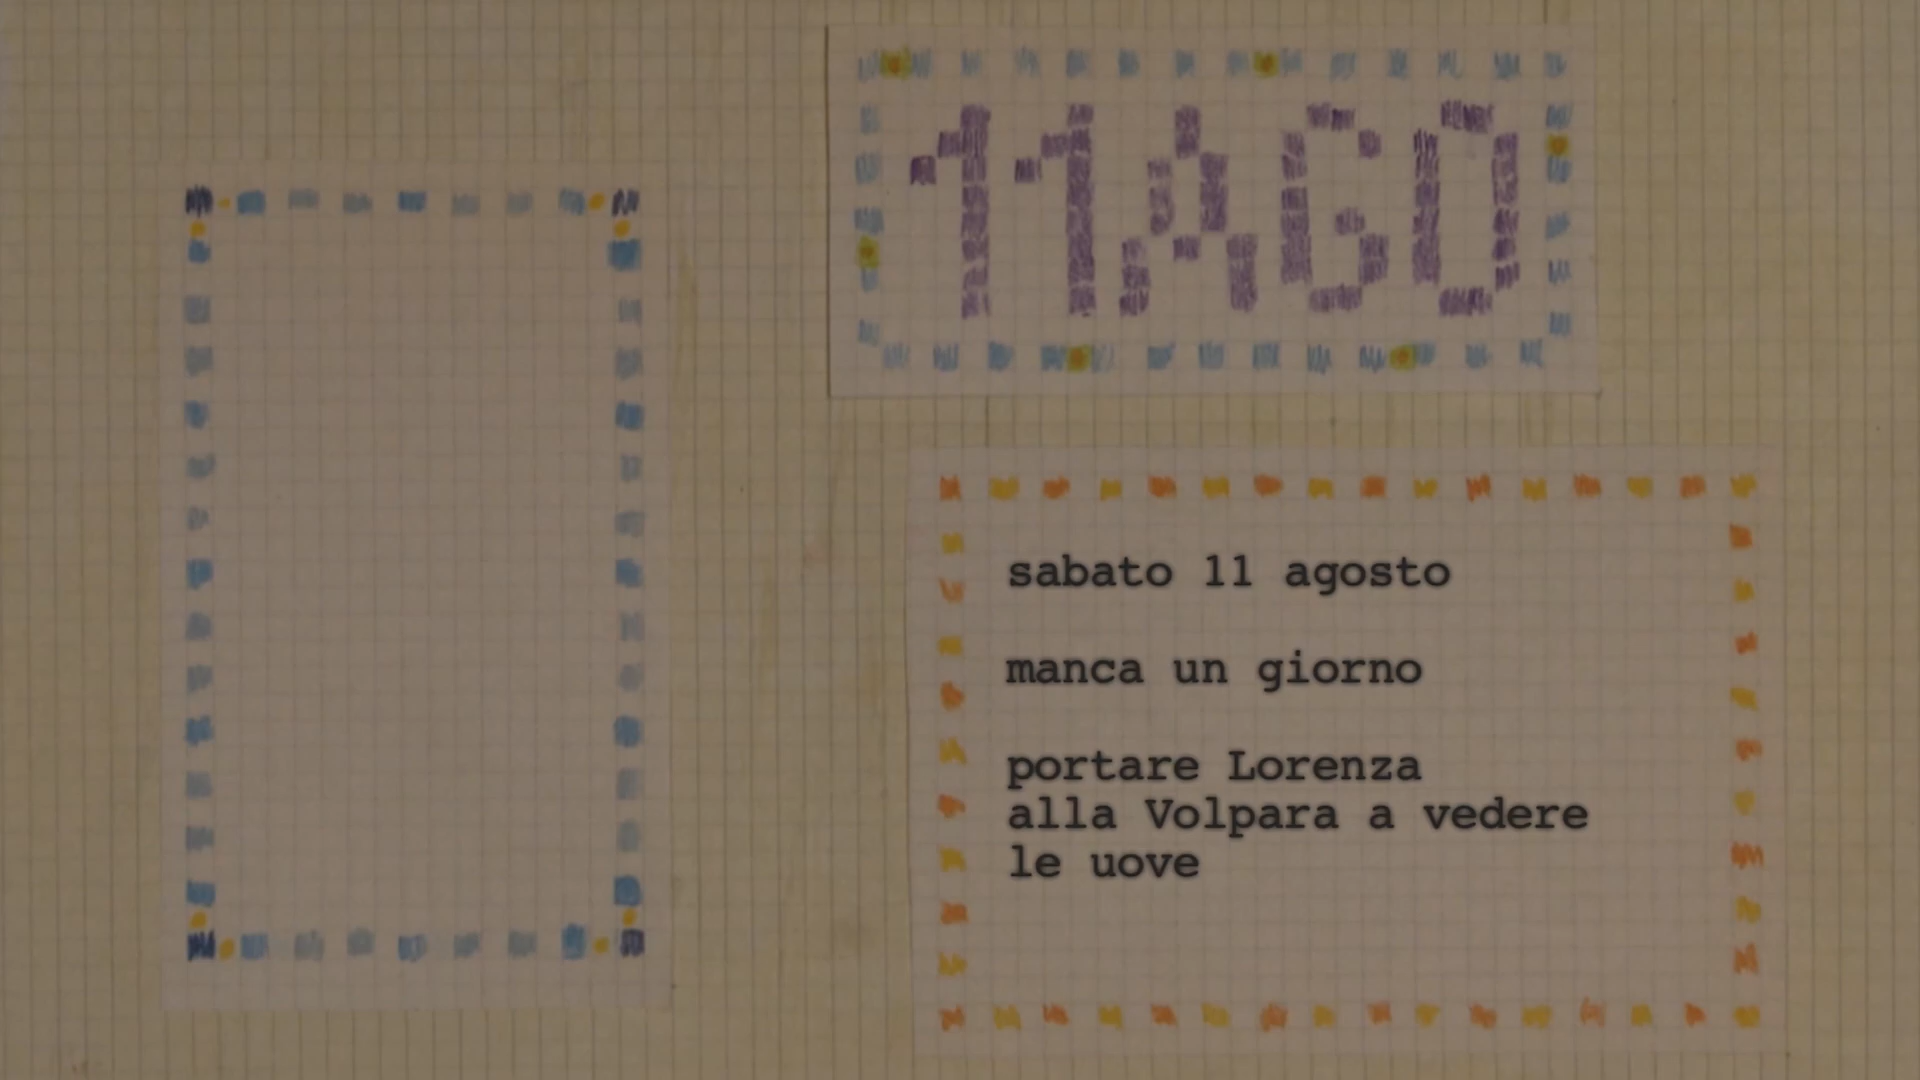 11AGO
sabato 11 agosto
manca un giorno
portare Lorenza
alla Volpara a vedere
le uove